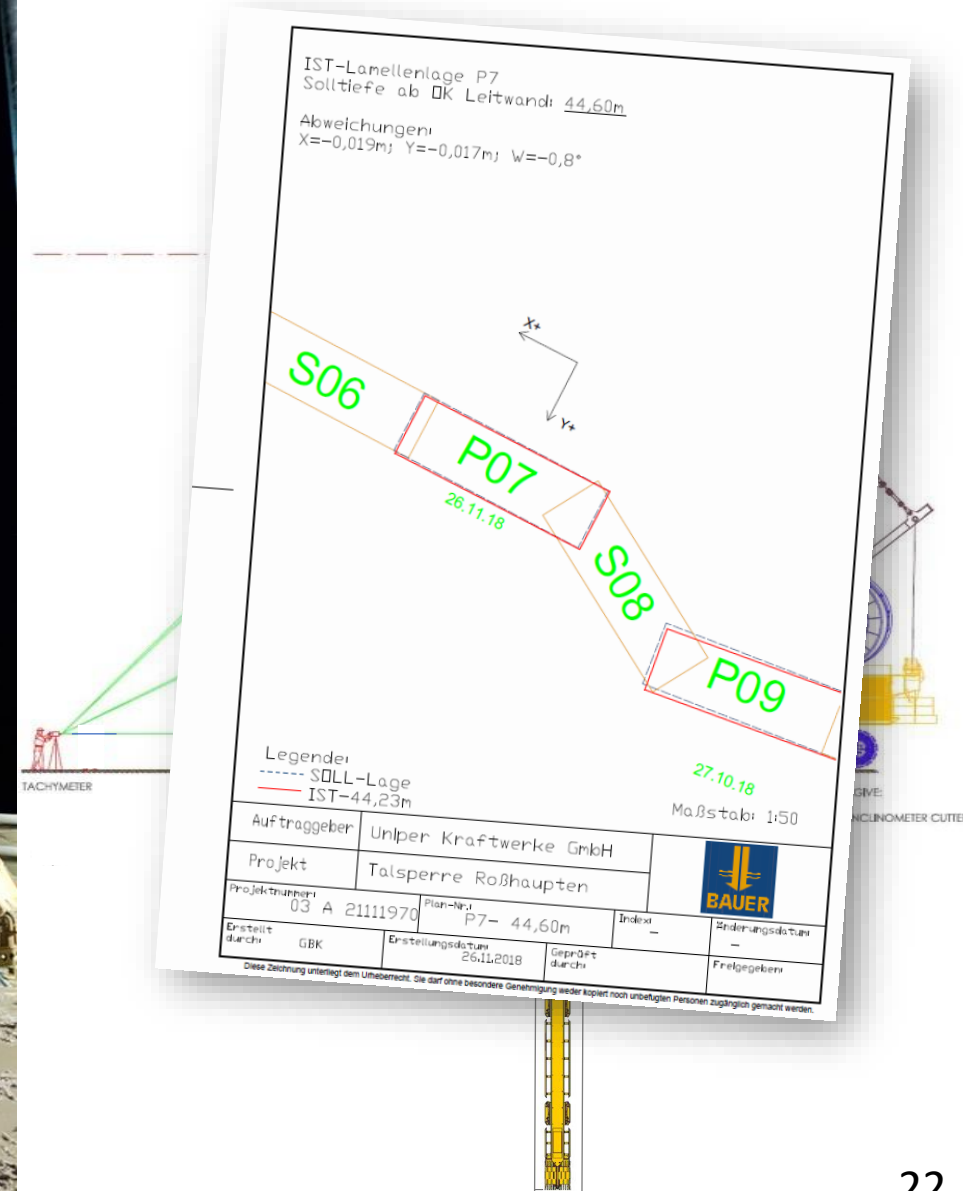 IST-Lamellenlage P7
Solltiefe ab OK Leitwand: 44,60m
Abweichungen:
X=-0,019m; Y=-0,017m; W=-0,8°
X+
Y+
S06
P07
26.11.18
S08
P09
27.10.18
Legende:
SOLL-Lage
IST-44,23m
Maßstab: 1:50
Auftraggeber
Uniper Kraftwerke GmbH
Projekt
Talsperre Roßhaupten
BAUER
Projektnummer:
03 A 21111970
Plan-Nr.:
P7- 44,60m
Index:
-
Änderungsdatum
-
Erstellt durch:
GBK
Erstellungsdatum
26.11.2018
Geprüft durch:
Freigegeben:
Diese Zeichnung unterliegt dem Urheberrecht. Sie darf ohne besondere Genehmigung weder kopiert noch unbefugten Personen zugänglich gemacht werden.
TACHYMETER
GIVE:
NCLINOMETER CUTTE
22